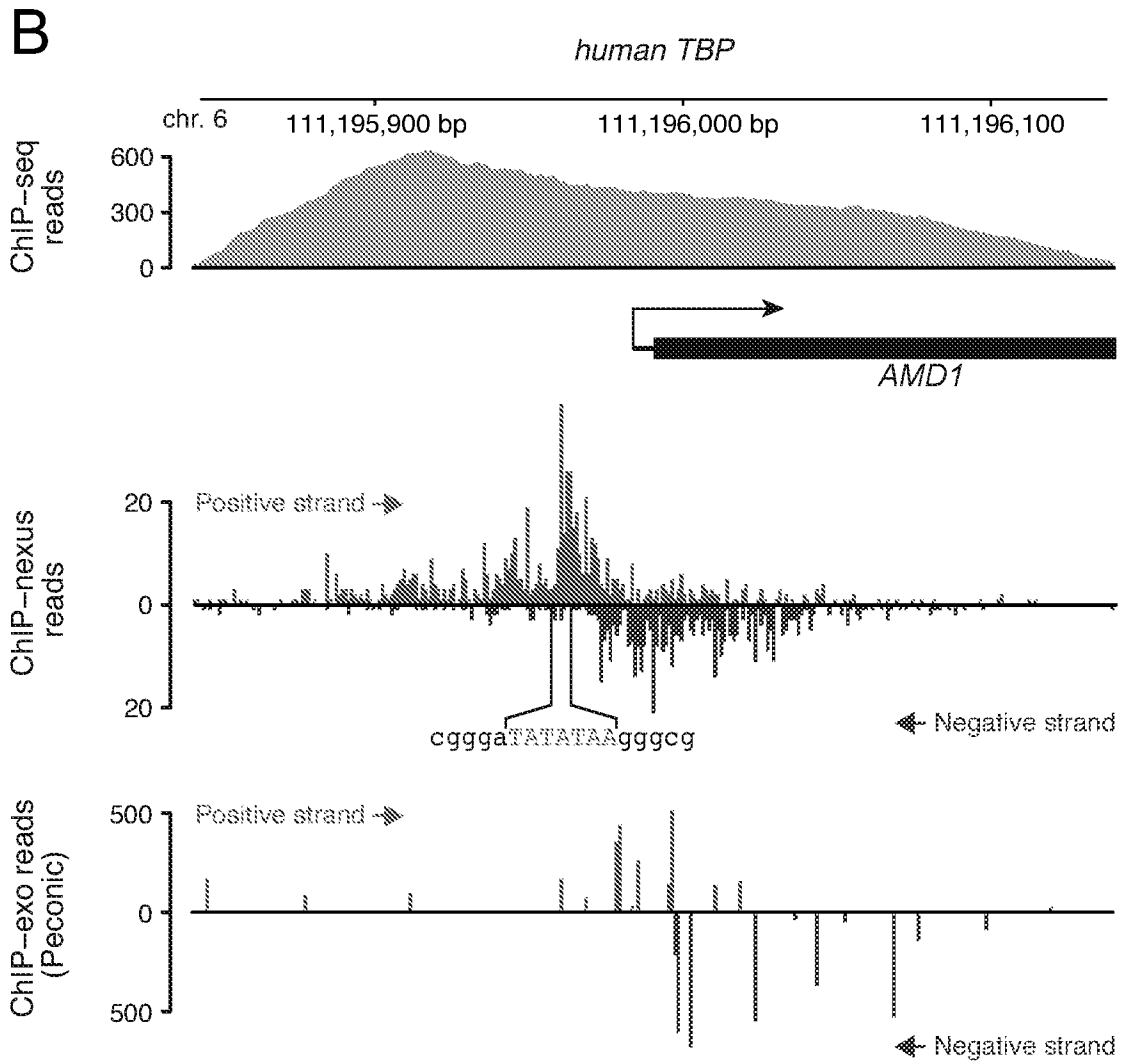 B
human TBP
chr. 6
111,195,900 bp
111,196,000 bp
111,196,100
ChIP-seq
reads
600
300
0
AMD1
ChIP-nexus
reads
20
0
20
Positive strand
Negative strand
cgggaTATATAAgggcg
ChIP-exo reads
(Peconic)
500
0
500
Positive strand
Negative strand